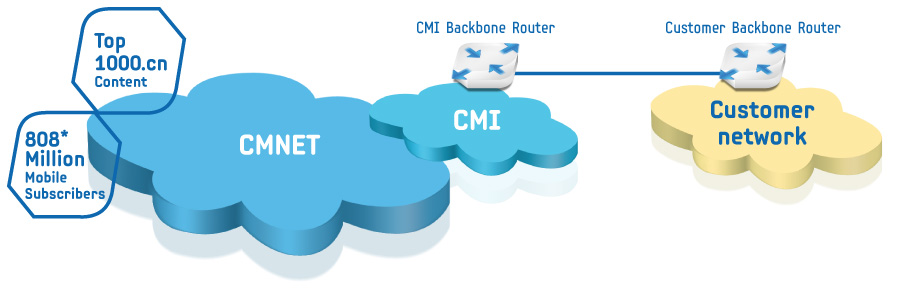 Top
1000.cn
Content
808*
Million
Mobile
Subscribers
CMNET
CMI Backbone Router
CMI
Customer Backbone Router
Customer
network